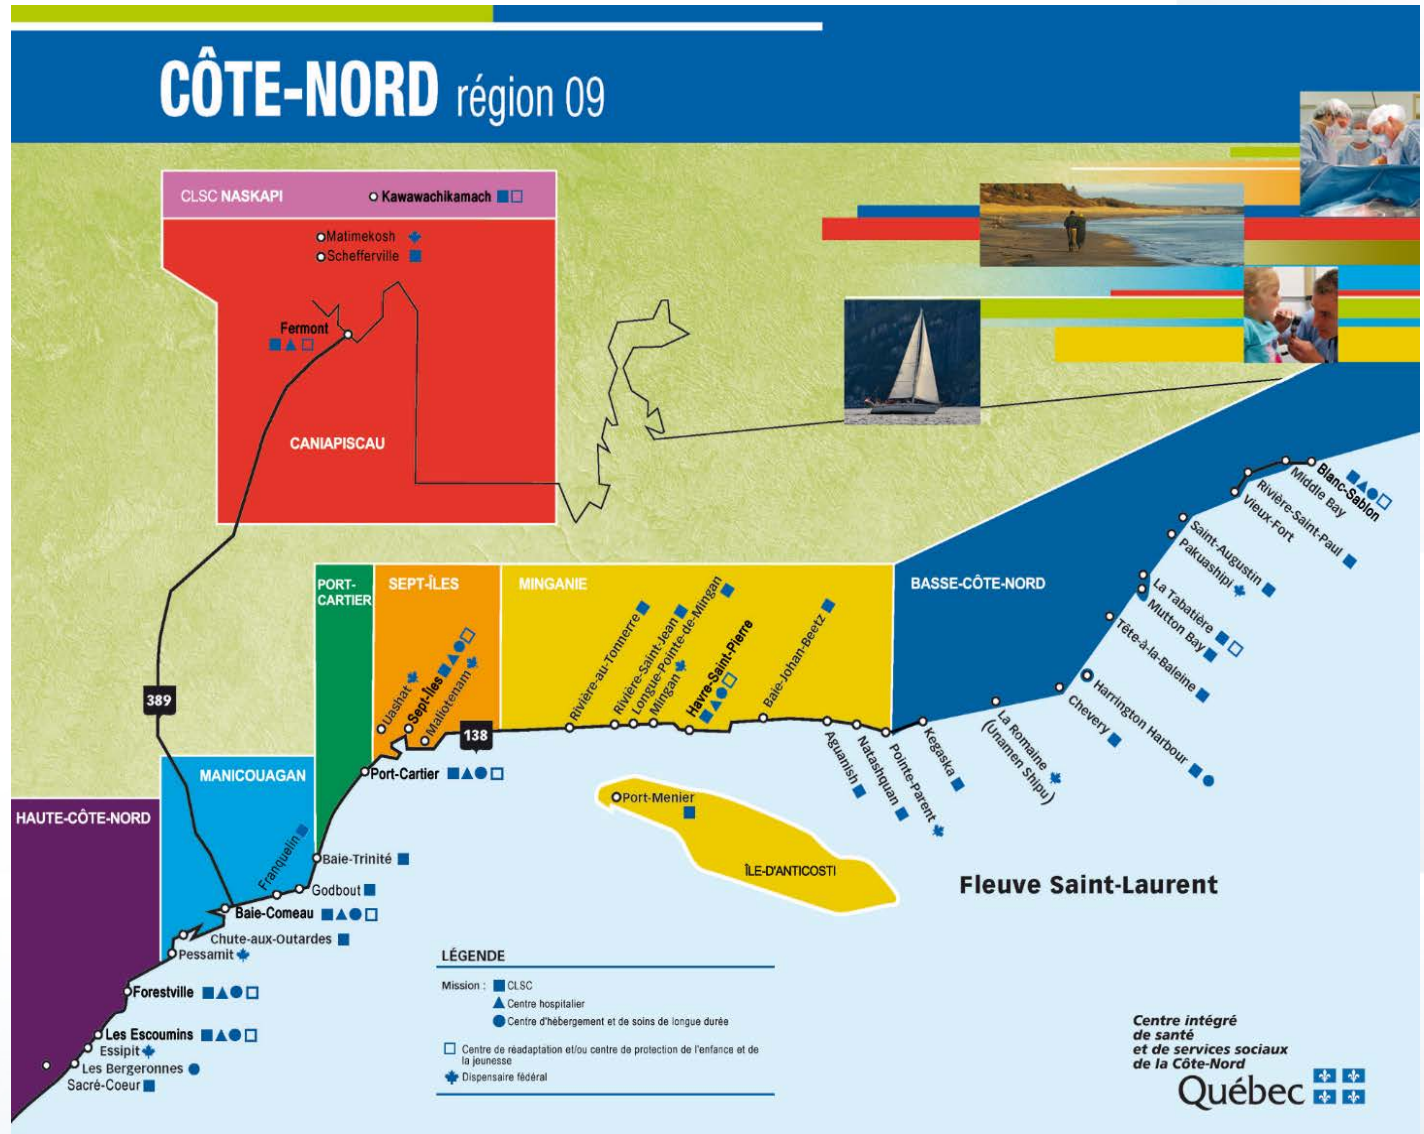 CÔTE-NORD région 09
CLSC NASKAPI
Kawawachikamach
Matimekosh
Schefferville
Fermont
CANIAPISCAU
389
PORT-
CARTIER
SEPT-ÎLES
MINGANIE
BASSE-CÔTE-NORD
MANICOUAGAN
HAUTE-CÔTE-NORD
Uashat
Sept-Îles
Maliotenam
138
Port-Cartier
Rivière-au-Tonnerre
Rivière-Saint-Jean
Longue-Pointe-de-Mingan
Mingan
Havre-Saint-Pierre
Baie-Johan-Beetz
Aguanish
Natashquan
Pointe-Parent
Kegaska
La Romaine
(Unamen Shipu)
Chevery
Harrington Harbour
Tête-à-la-Baleine
Mutton Bay
La Tabatière
Pakuashipi
Saint-Augustin
Vieux-Fort
Rivière-Saint-Paul
Middle Bay
Blanc-Sablon
Port-Menier
ÎLE-D'ANTICOSTI
Fleuve Saint-Laurent
Franquelin
Baie-Trinité
Godbout
Baie-Comeau
Chute-aux-Outardes
Pessamit
Forestville
Les Escoumins
Essipit
Les Bergeronnes
Sacré-Coeur
LÉGENDE
Mission : CLSC
Centre hospitalier
Centre d'hébergement et de soins de longue durée
Centre de réadaptation et/ou centre de protection de l'enfance et de
la jeunesse
Dispensaire fédéral
Centre intégré
de santé
et de services sociaux
de la Côte-Nord
Québec